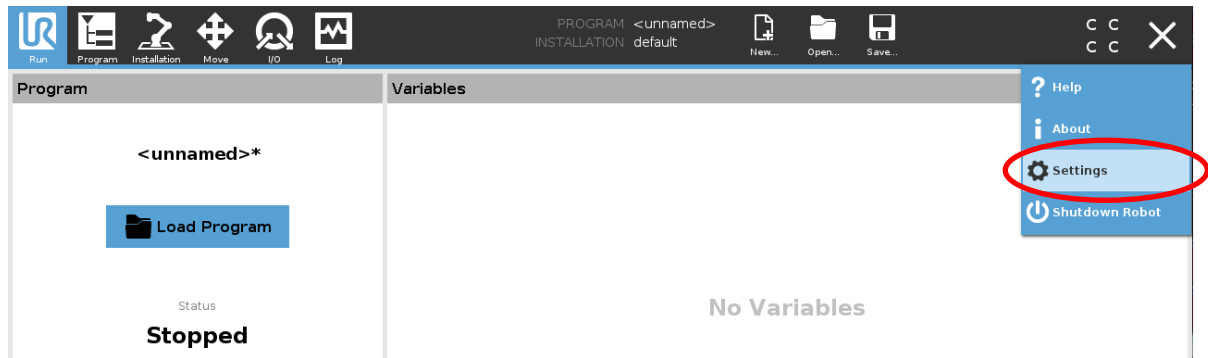 UR
PROGRAM <unnamed>
INSTALLATION default
C C
C C
Run Program Installation Move I/O Log New... Open... Save...
Program
Variables
? Help
i About
Settings
Shutdown Robot
<unnamed>*
Load Program
Status
Stopped
No Variables